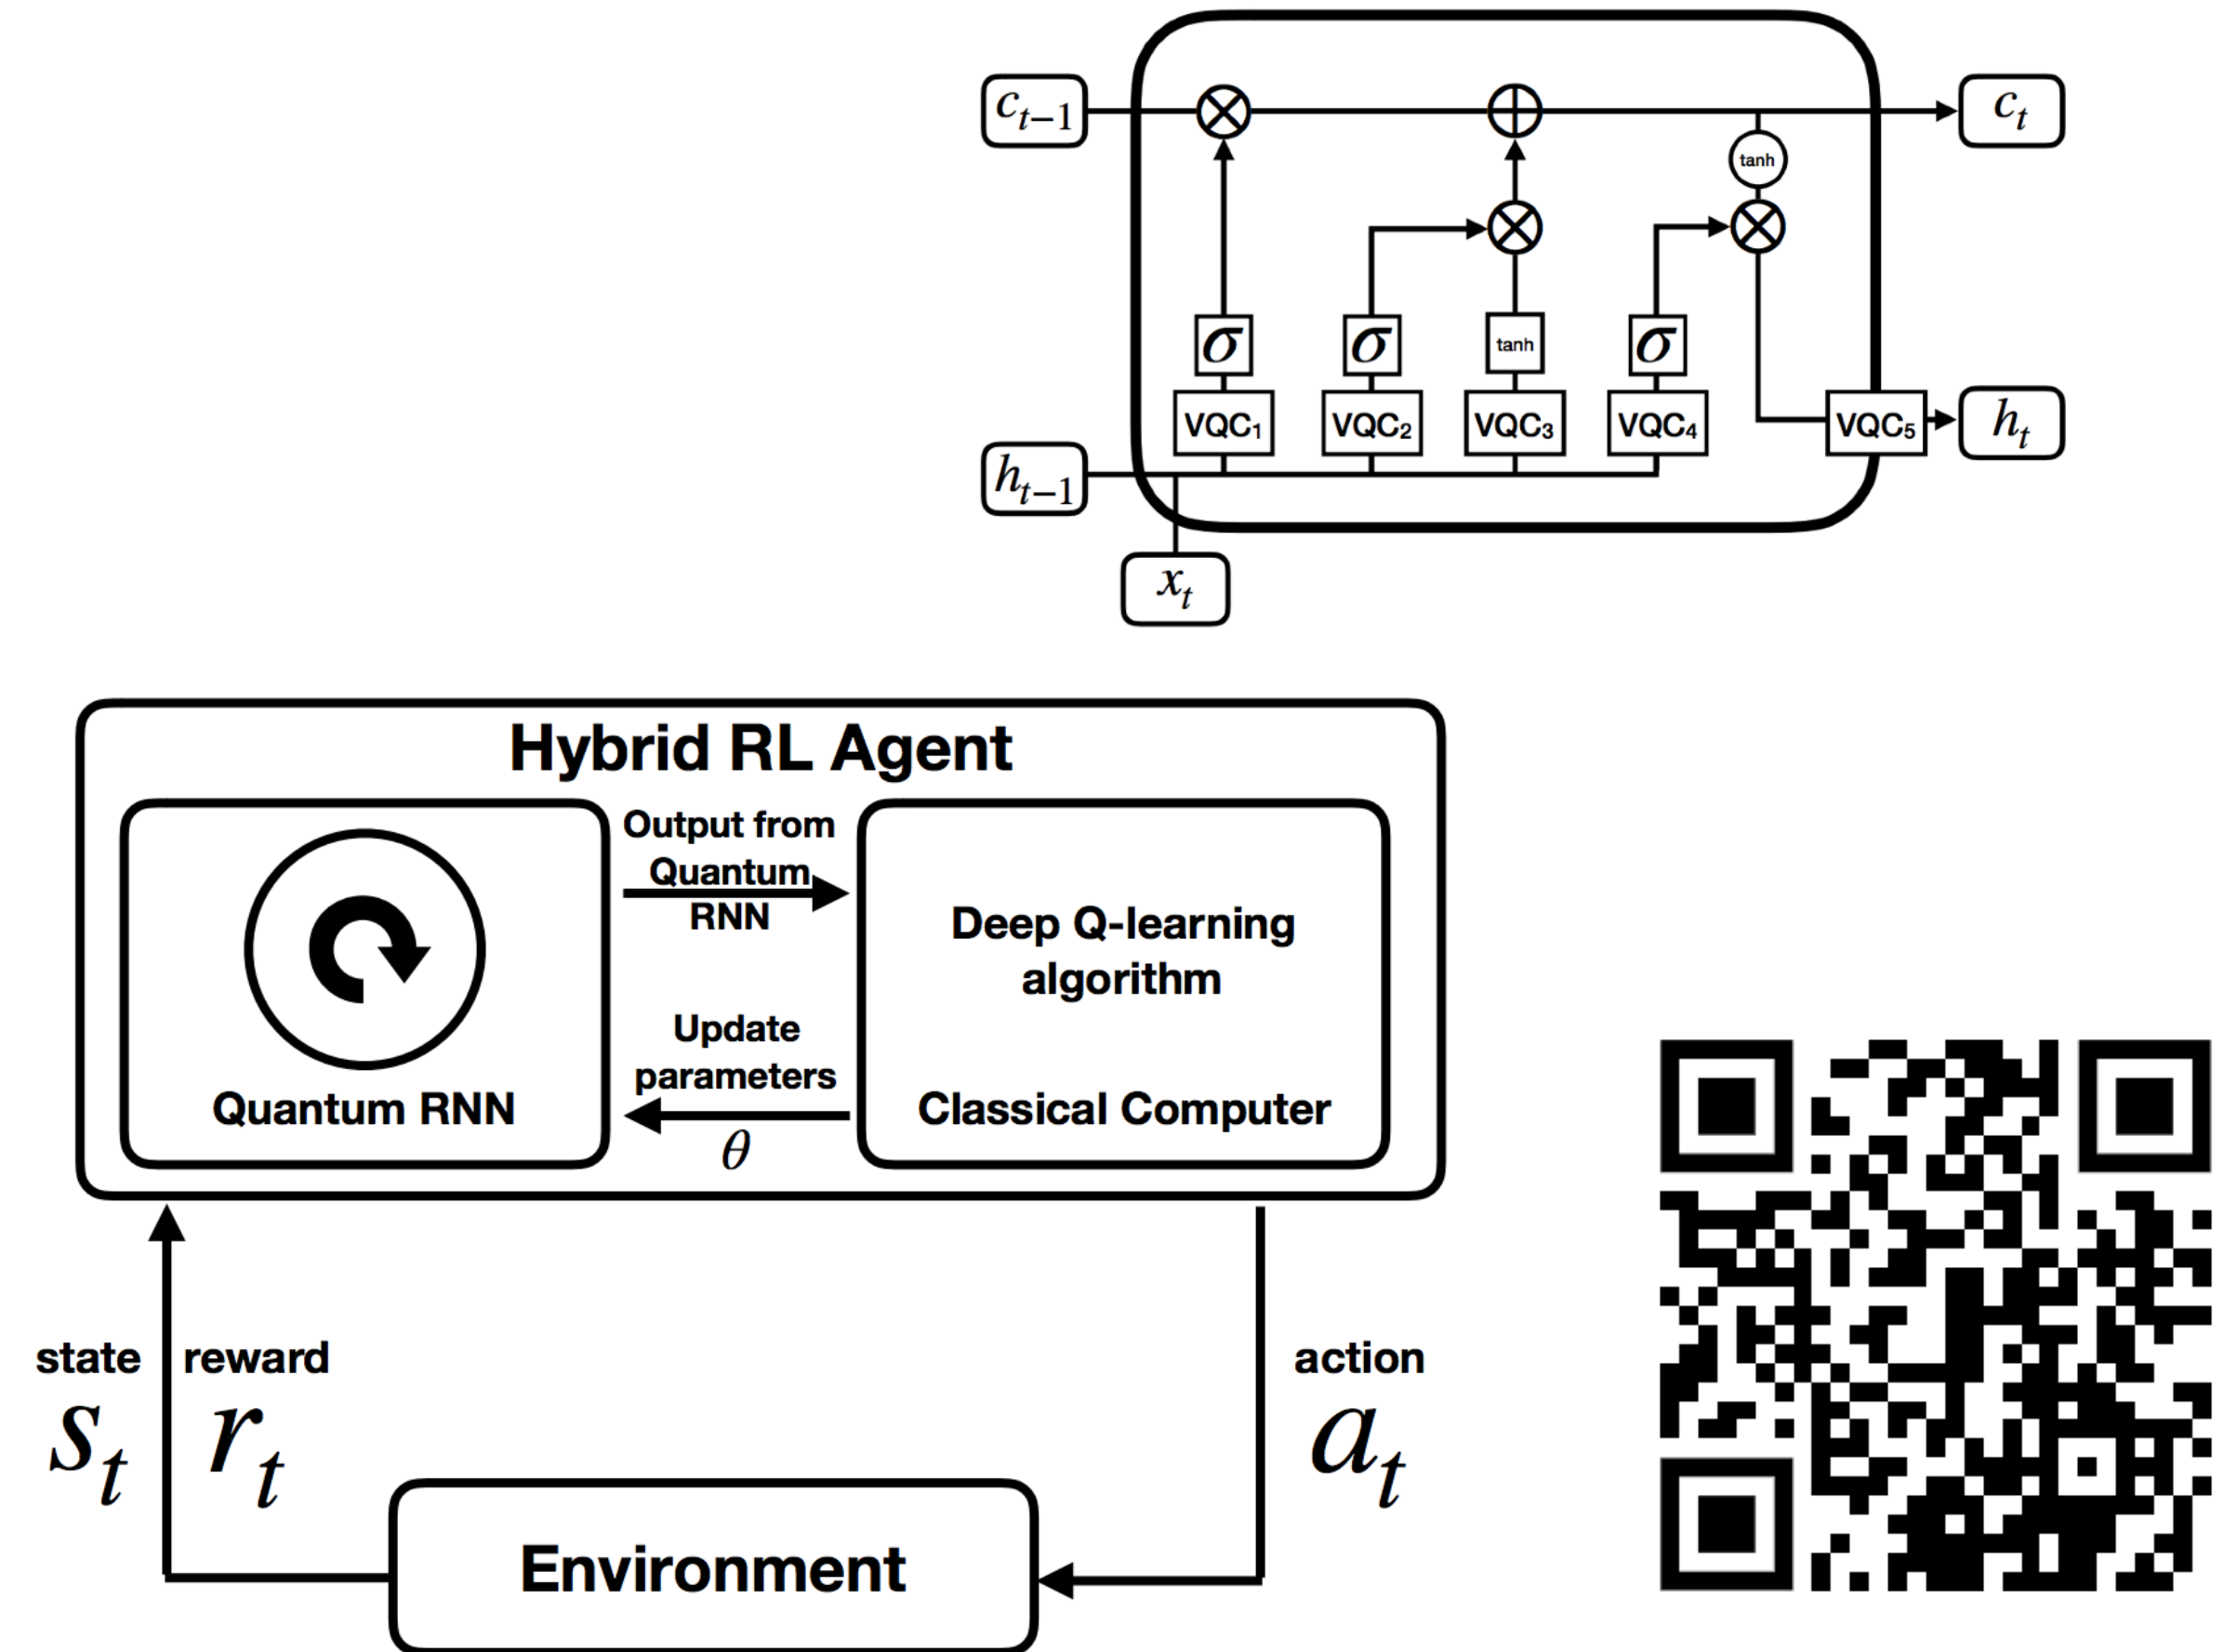 c_{t-1}
c_t
tanh
σ σ tanh σ
VQC₁ VQC₂ VQC₃ VQC₄ VQC₅
h_t
h_{t-1}
x_t
Hybrid RL Agent
Output from
Quantum
RNN
Deep Q-learning
algorithm
Update
parameters
θ
Quantum RNN
Classical Computer
state reward
s_t r_t
action
a_t
Environment